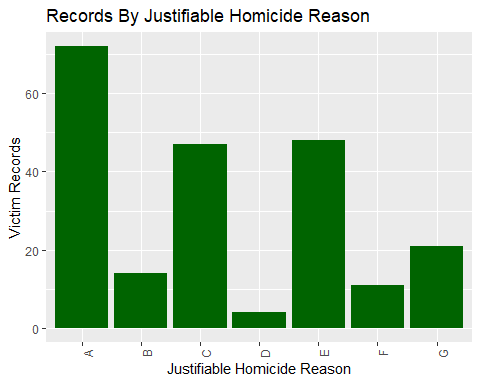 Records By Justifiable Homicide Reason
Victim Records
60
40
20
0
A B C D E F G
Justifiable Homicide Reason